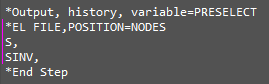 *Output, history, variable=PRESELECT
*EL FILE,POSITION=NODES
S,
SINV,
*End Step